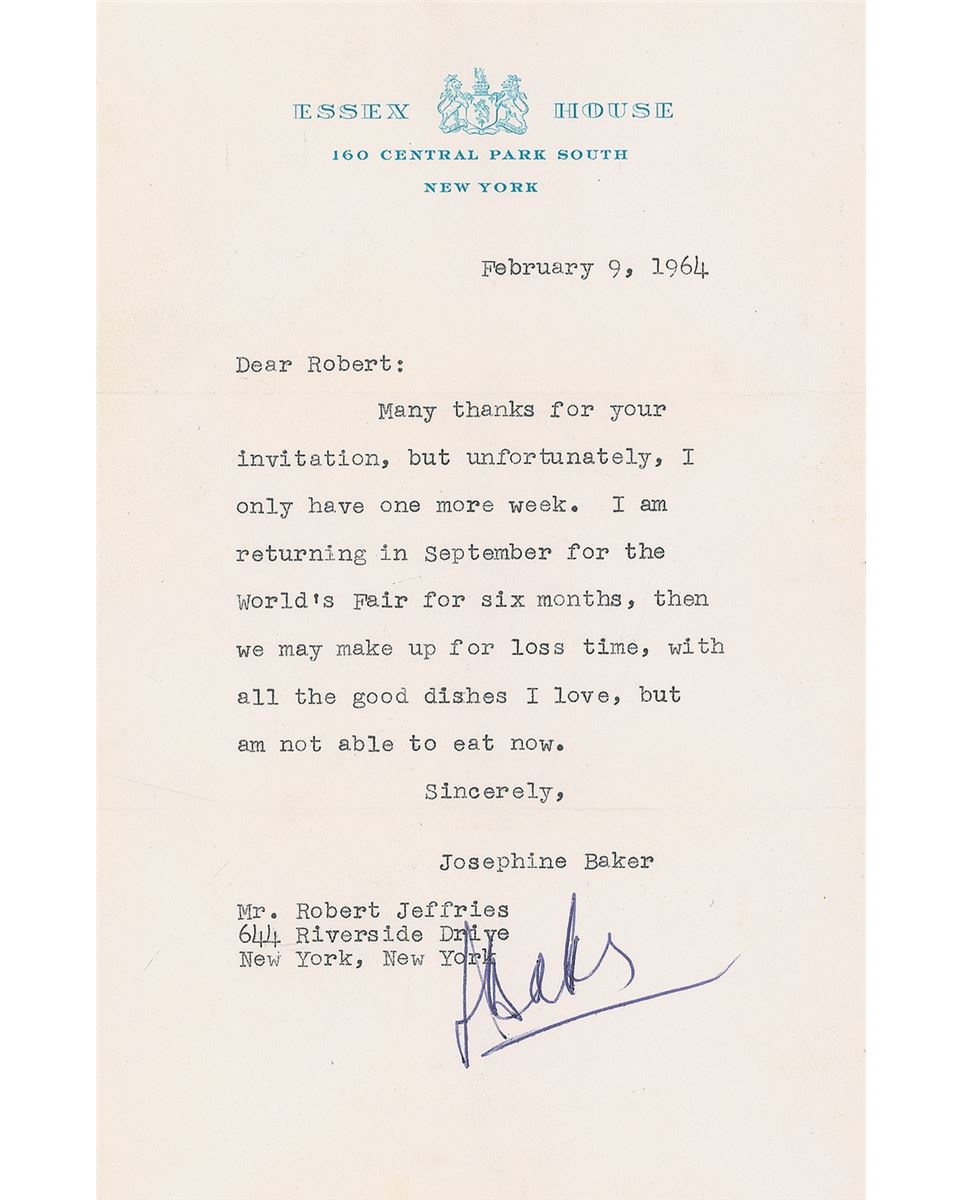 ESSEX HOUSE
160 CENTRAL PARK SOUTH
NEW YORK
February 9, 1964
Dear Robert:
Many thanks for your
invitation, but unfortunately, I
only have one more week. I am
returning in September for the
World's Fair for six months, then
we may make up for loss time, with
all the good dishes I love, but
am not able to eat now.
Sincerely,
Josephine Baker
Mr. Robert Jeffries
644 Riverside Drive
New York, New York